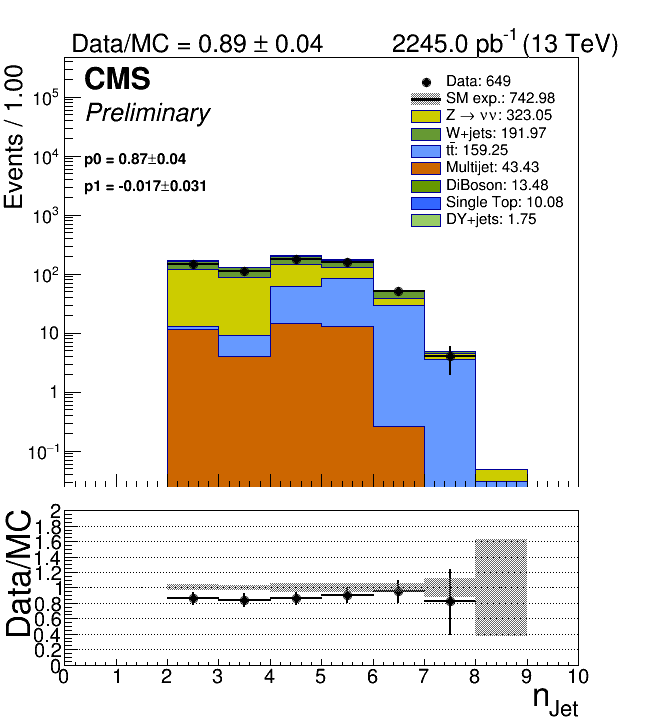 Data/MC = 0.89 ± 0.04 2245.0 pb⁻¹ (13 TeV)
CMS
Preliminary
p0 = 0.87±0.04
p1 = -0.017±0.031
Data: 649
SM exp.: 742.98
Z → νν: 323.05
W+jets: 191.97
tt̄: 159.25
Multijet: 43.43
DiBoson: 13.48
Single Top: 10.08
DY+jets: 1.75
Events / 1.00
10⁵
10⁴
10³
10²
10
1
10⁻¹
Data/MC
2
1.8
1.6
1.4
1.2
1
0.8
0.6
0.4
0.2
0
0 1 2 3 4 5 6 7 8 9 10
n_Jet